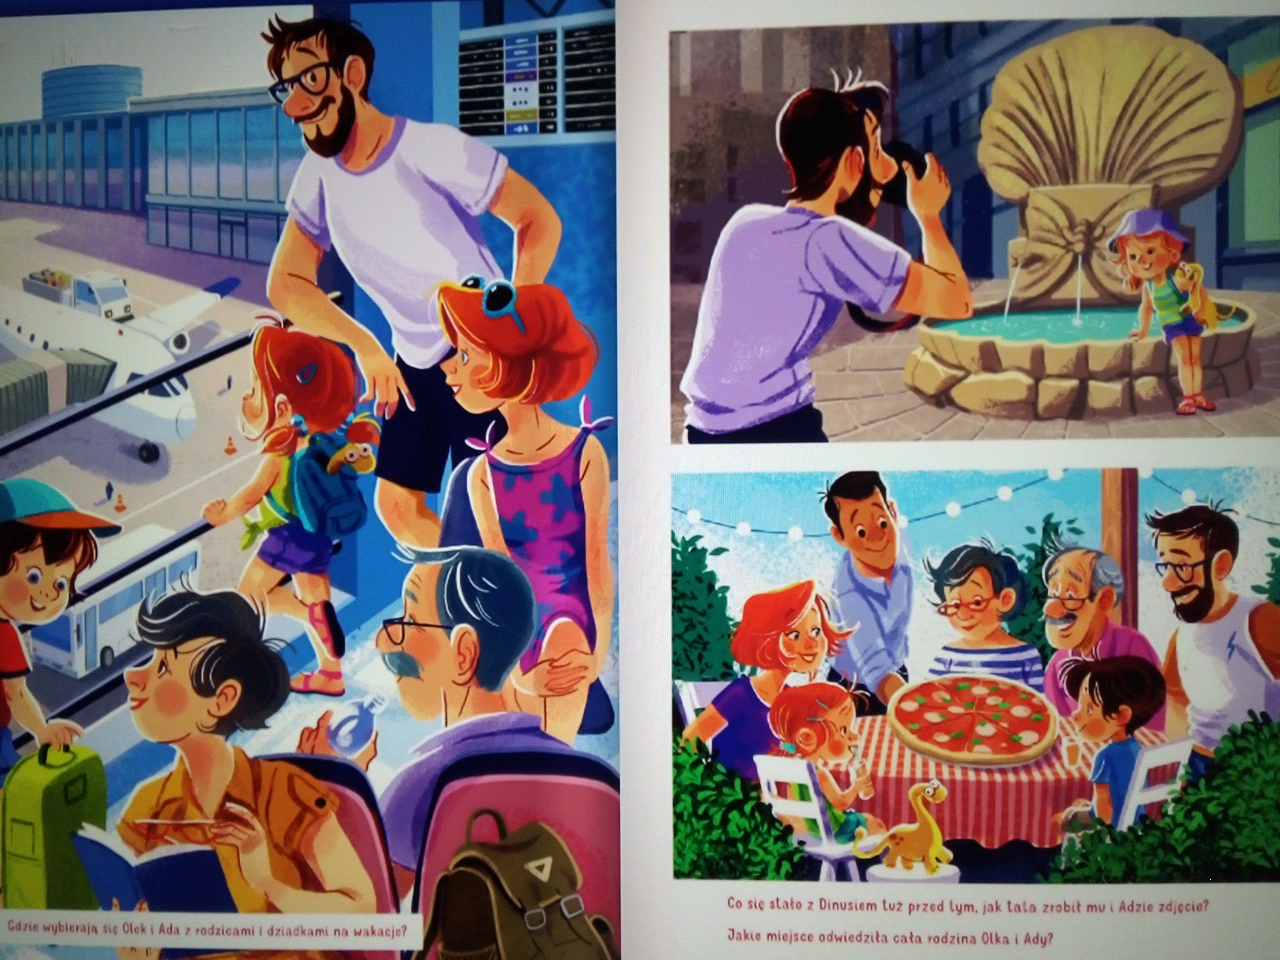 Gdzie wybierają się Olek i Ada z rodzicami i dziadkami na wakacje?
Co się stało z Dinusiem tuż przed tym, jak tata zrobił mu i Adzie zdjęcie?
Jakie miejsce odwiedziła cała rodzina Olka i Ady?